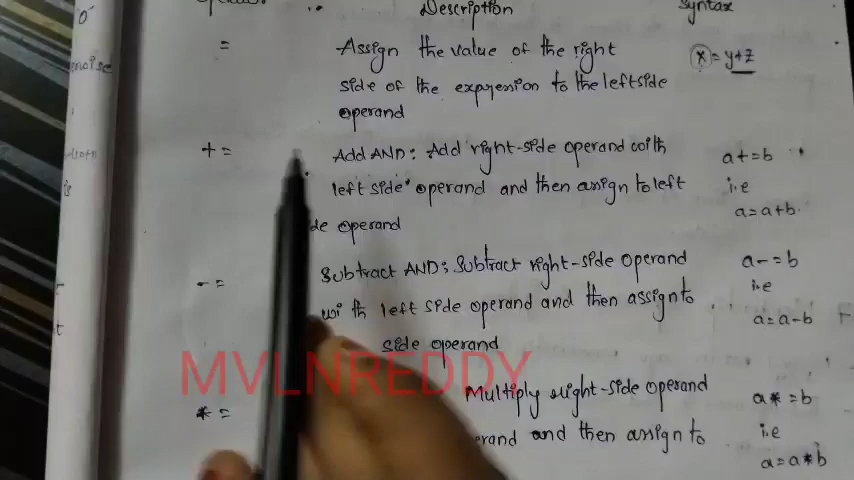 Description Syntax
= Assign the value of the right x = y+z
side of the expression to the leftside
operand
+= Add AND: Add right-side operand with a+=b
left side operand and then assign to left i.e
de operand a=a+b.
-= Subtract AND: Subtract right-side operand a-=b
with left side operand and then assign to i.e
side operand a=a-b
MVLNREDDY
*= Multiply right-side operand a*=b
erand and then assign to i.e
a=a*b